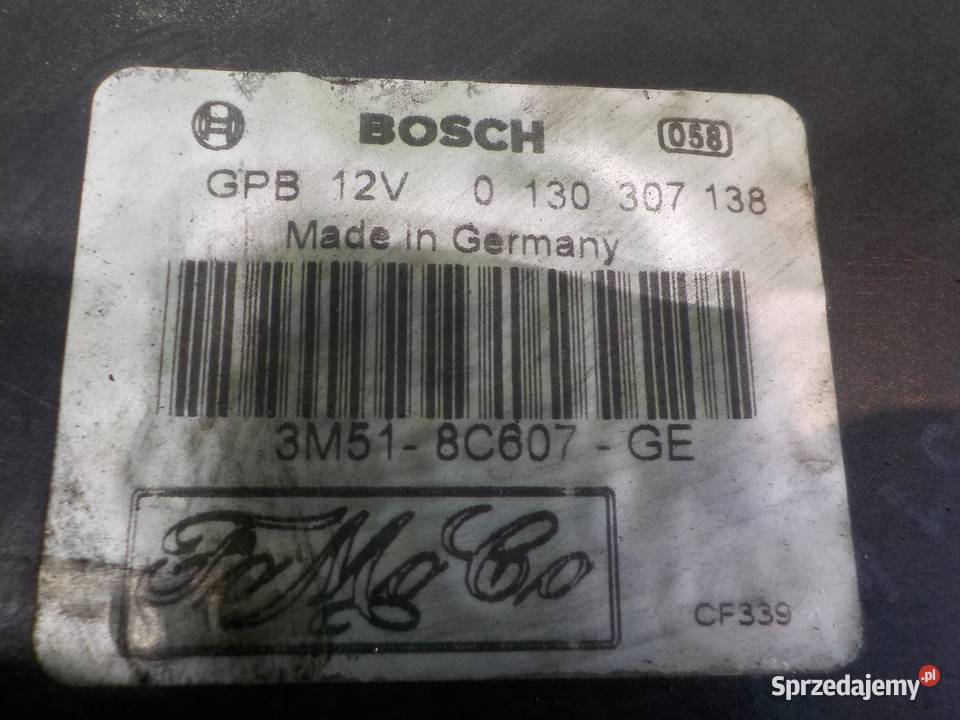 BOSCH 058
GPB 12V 0 130 307 138
Made in Germany
3M51-8C607-GE
FoMoCo
CF339
Sprzedajemy.pl